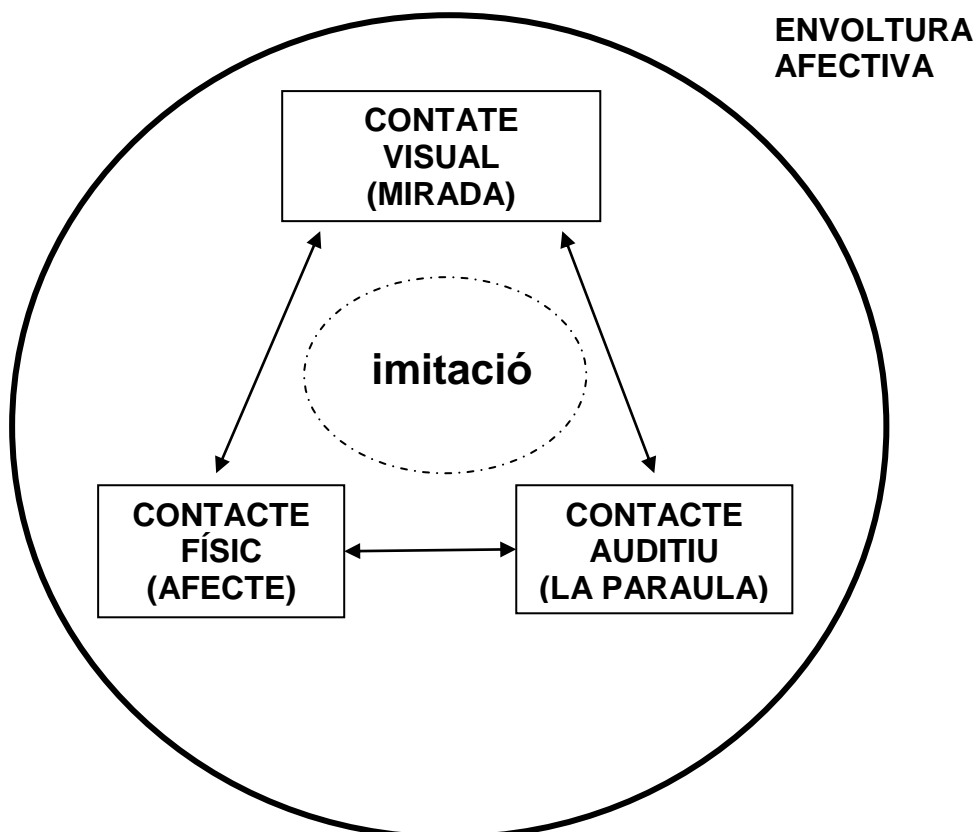 ENVOLTURA
AFECTIVA
CONTATE
VISUAL
(MIRADA)
imitació
CONTACTE
FÍSIC
(AFECTE)
CONTACTE
AUDITIU
(LA PARAULA)